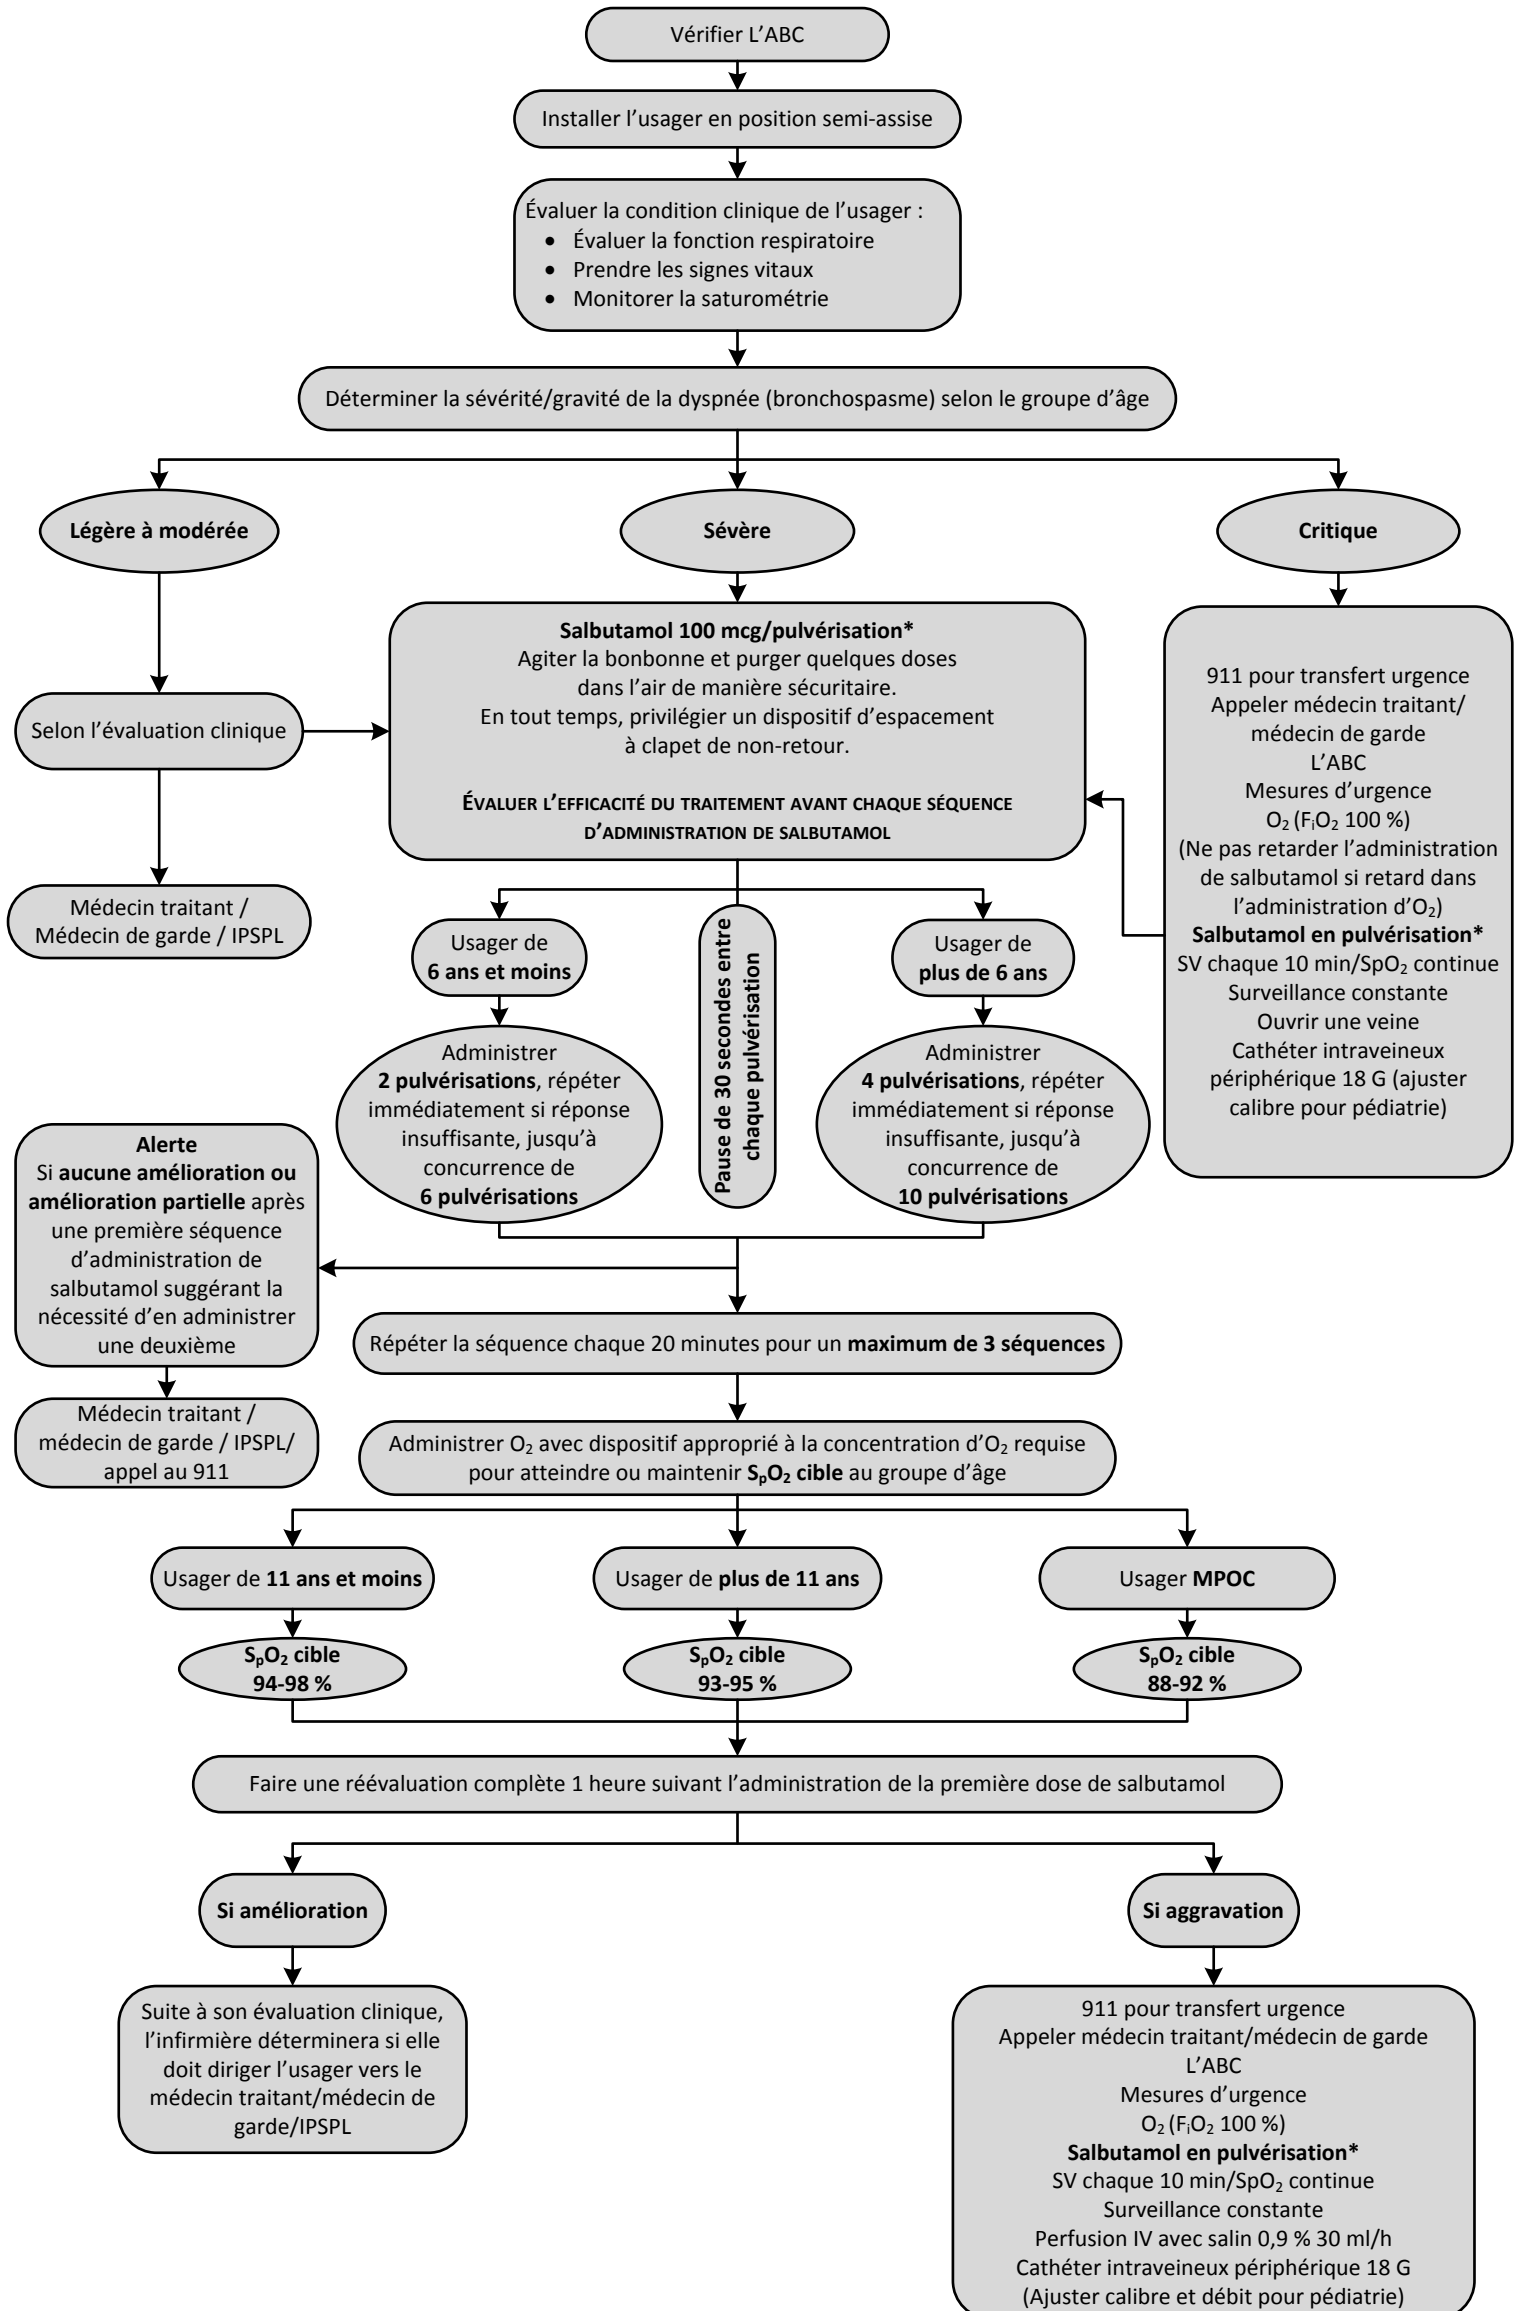 Vérifier L’ABC
Installer l’usager en position semi-assise
Évaluer la condition clinique de l’usager :
• Évaluer la fonction respiratoire
• Prendre les signes vitaux
• Monitorer la saturométrie
Déterminer la sévérité/gravité de la dyspnée (bronchospasme) selon le groupe d’âge
Légère à modérée
Sévère
Critique
Selon l’évaluation clinique
Médecin traitant /
Médecin de garde / IPSPL
Salbutamol 100 mcg/pulvérisation*
Agiter la bonbonne et purger quelques doses
dans l’air de manière sécuritaire.
En tout temps, privilégier un dispositif d’espacement
à clapet de non-retour.
ÉVALUER L’EFFICACITÉ DU TRAITEMENT AVANT CHAQUE SÉQUENCE
D’ADMINISTRATION DE SALBUTAMOL
911 pour transfert urgence
Appeler médecin traitant/
médecin de garde
L’ABC
Mesures d’urgence
O₂ (FᵢO₂ 100 %)
(Ne pas retarder l’administration
de salbutamol si retard dans
l’administration d’O₂)
Salbutamol en pulvérisation*
SV chaque 10 min/SpO₂ continue
Surveillance constante
Ouvrir une veine
Cathéter intraveineux
périphérique 18 G (ajuster
calibre pour pédiatrie)
Usager de
6 ans et moins
Administrer
2 pulvérisations, répéter
immédiatement si réponse
insuffisante, jusqu’à
concurrence de
6 pulvérisations
Pause de 30 secondes entre
chaque pulvérisation
Usager de
plus de 6 ans
Administrer
4 pulvérisations, répéter
immédiatement si réponse
insuffisante, jusqu’à
concurrence de
10 pulvérisations
Alerte
Si aucune amélioration ou
amélioration partielle après
une première séquence
d’administration de
salbutamol suggérant la
nécessité d’en administrer
une deuxième
Médecin traitant /
médecin de garde / IPSPL/
appel au 911
Répéter la séquence chaque 20 minutes pour un maximum de 3 séquences
Administrer O₂ avec dispositif approprié à la concentration d’O₂ requise
pour atteindre ou maintenir SₚO₂ cible au groupe d’âge
Usager de 11 ans et moins
SₚO₂ cible
94-98 %
Usager de plus de 11 ans
SₚO₂ cible
93-95 %
Usager MPOC
SₚO₂ cible
88-92 %
Faire une réévaluation complète 1 heure suivant l’administration de la première dose de salbutamol
Si amélioration
Suite à son évaluation clinique,
l’infirmière déterminera si elle
doit diriger l’usager vers le
médecin traitant/médecin de
garde/IPSPL
Si aggravation
911 pour transfert urgence
Appeler médecin traitant/médecin de garde
L’ABC
Mesures d’urgence
O₂ (FᵢO₂ 100 %)
Salbutamol en pulvérisation*
SV chaque 10 min/SpO₂ continue
Surveillance constante
Perfusion IV avec salin 0,9 % 30 ml/h
Cathéter intraveineux périphérique 18 G
(Ajuster calibre et débit pour pédiatrie)